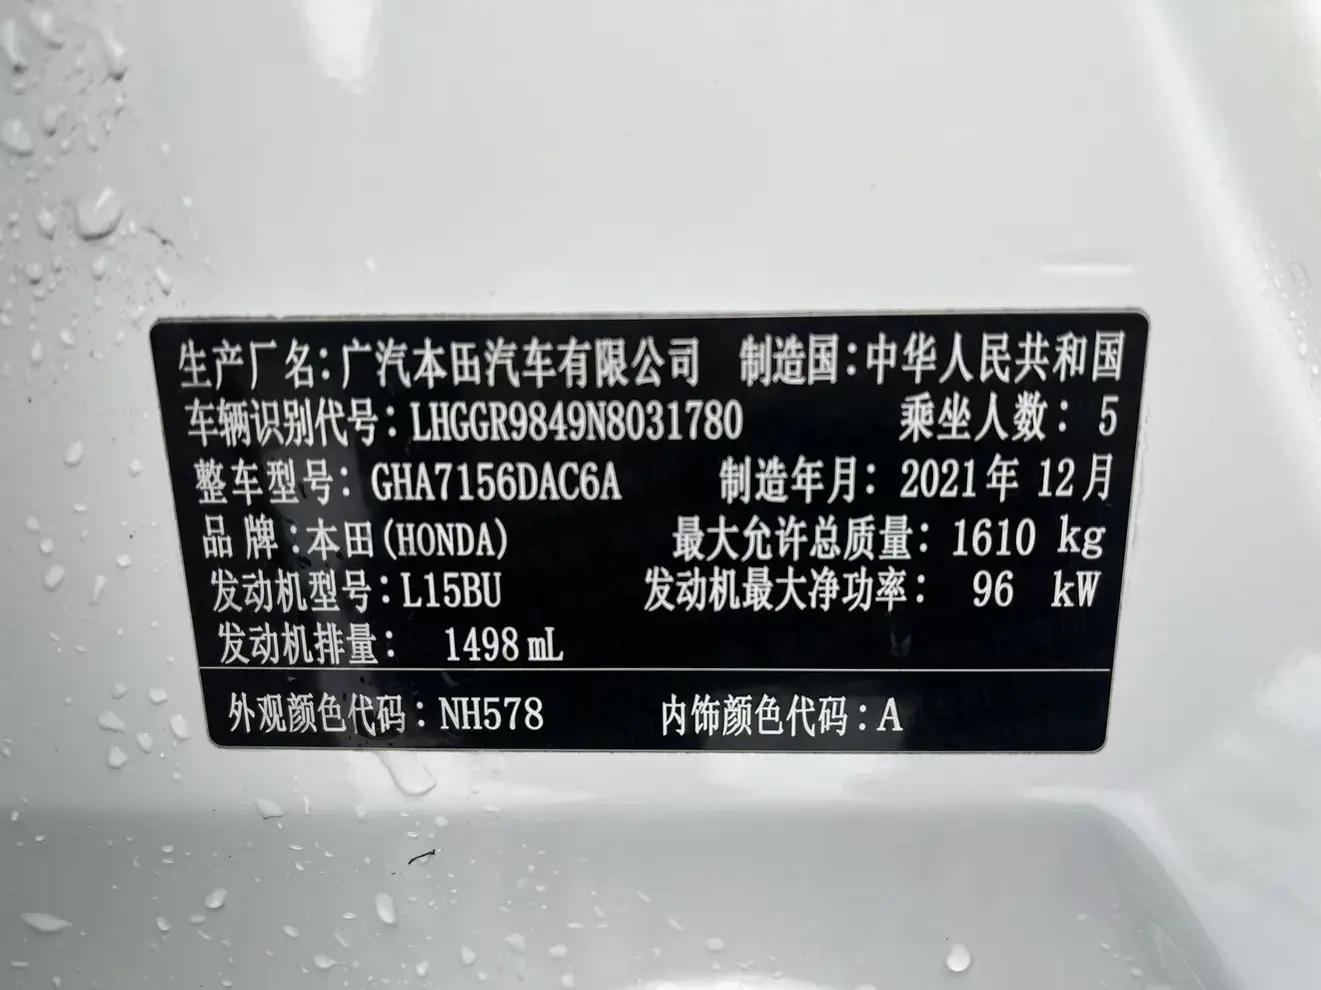 生产厂名:广汽本田汽车有限公司 制造国:中华人民共和国
车辆识别代号:LHGGR9849N8031780 乘坐人数: 5
整车型号: GHA7156DAC6A 制造年月: 2021年 12月
品 牌 :本田(HONDA) 最大允许总质量: 1610 kg
发动机型号:L15BU 发动机最大净功率: 96 kW
发动机排量: 1498 mL
外观颜色代码:NH578 内饰颜色代码:A